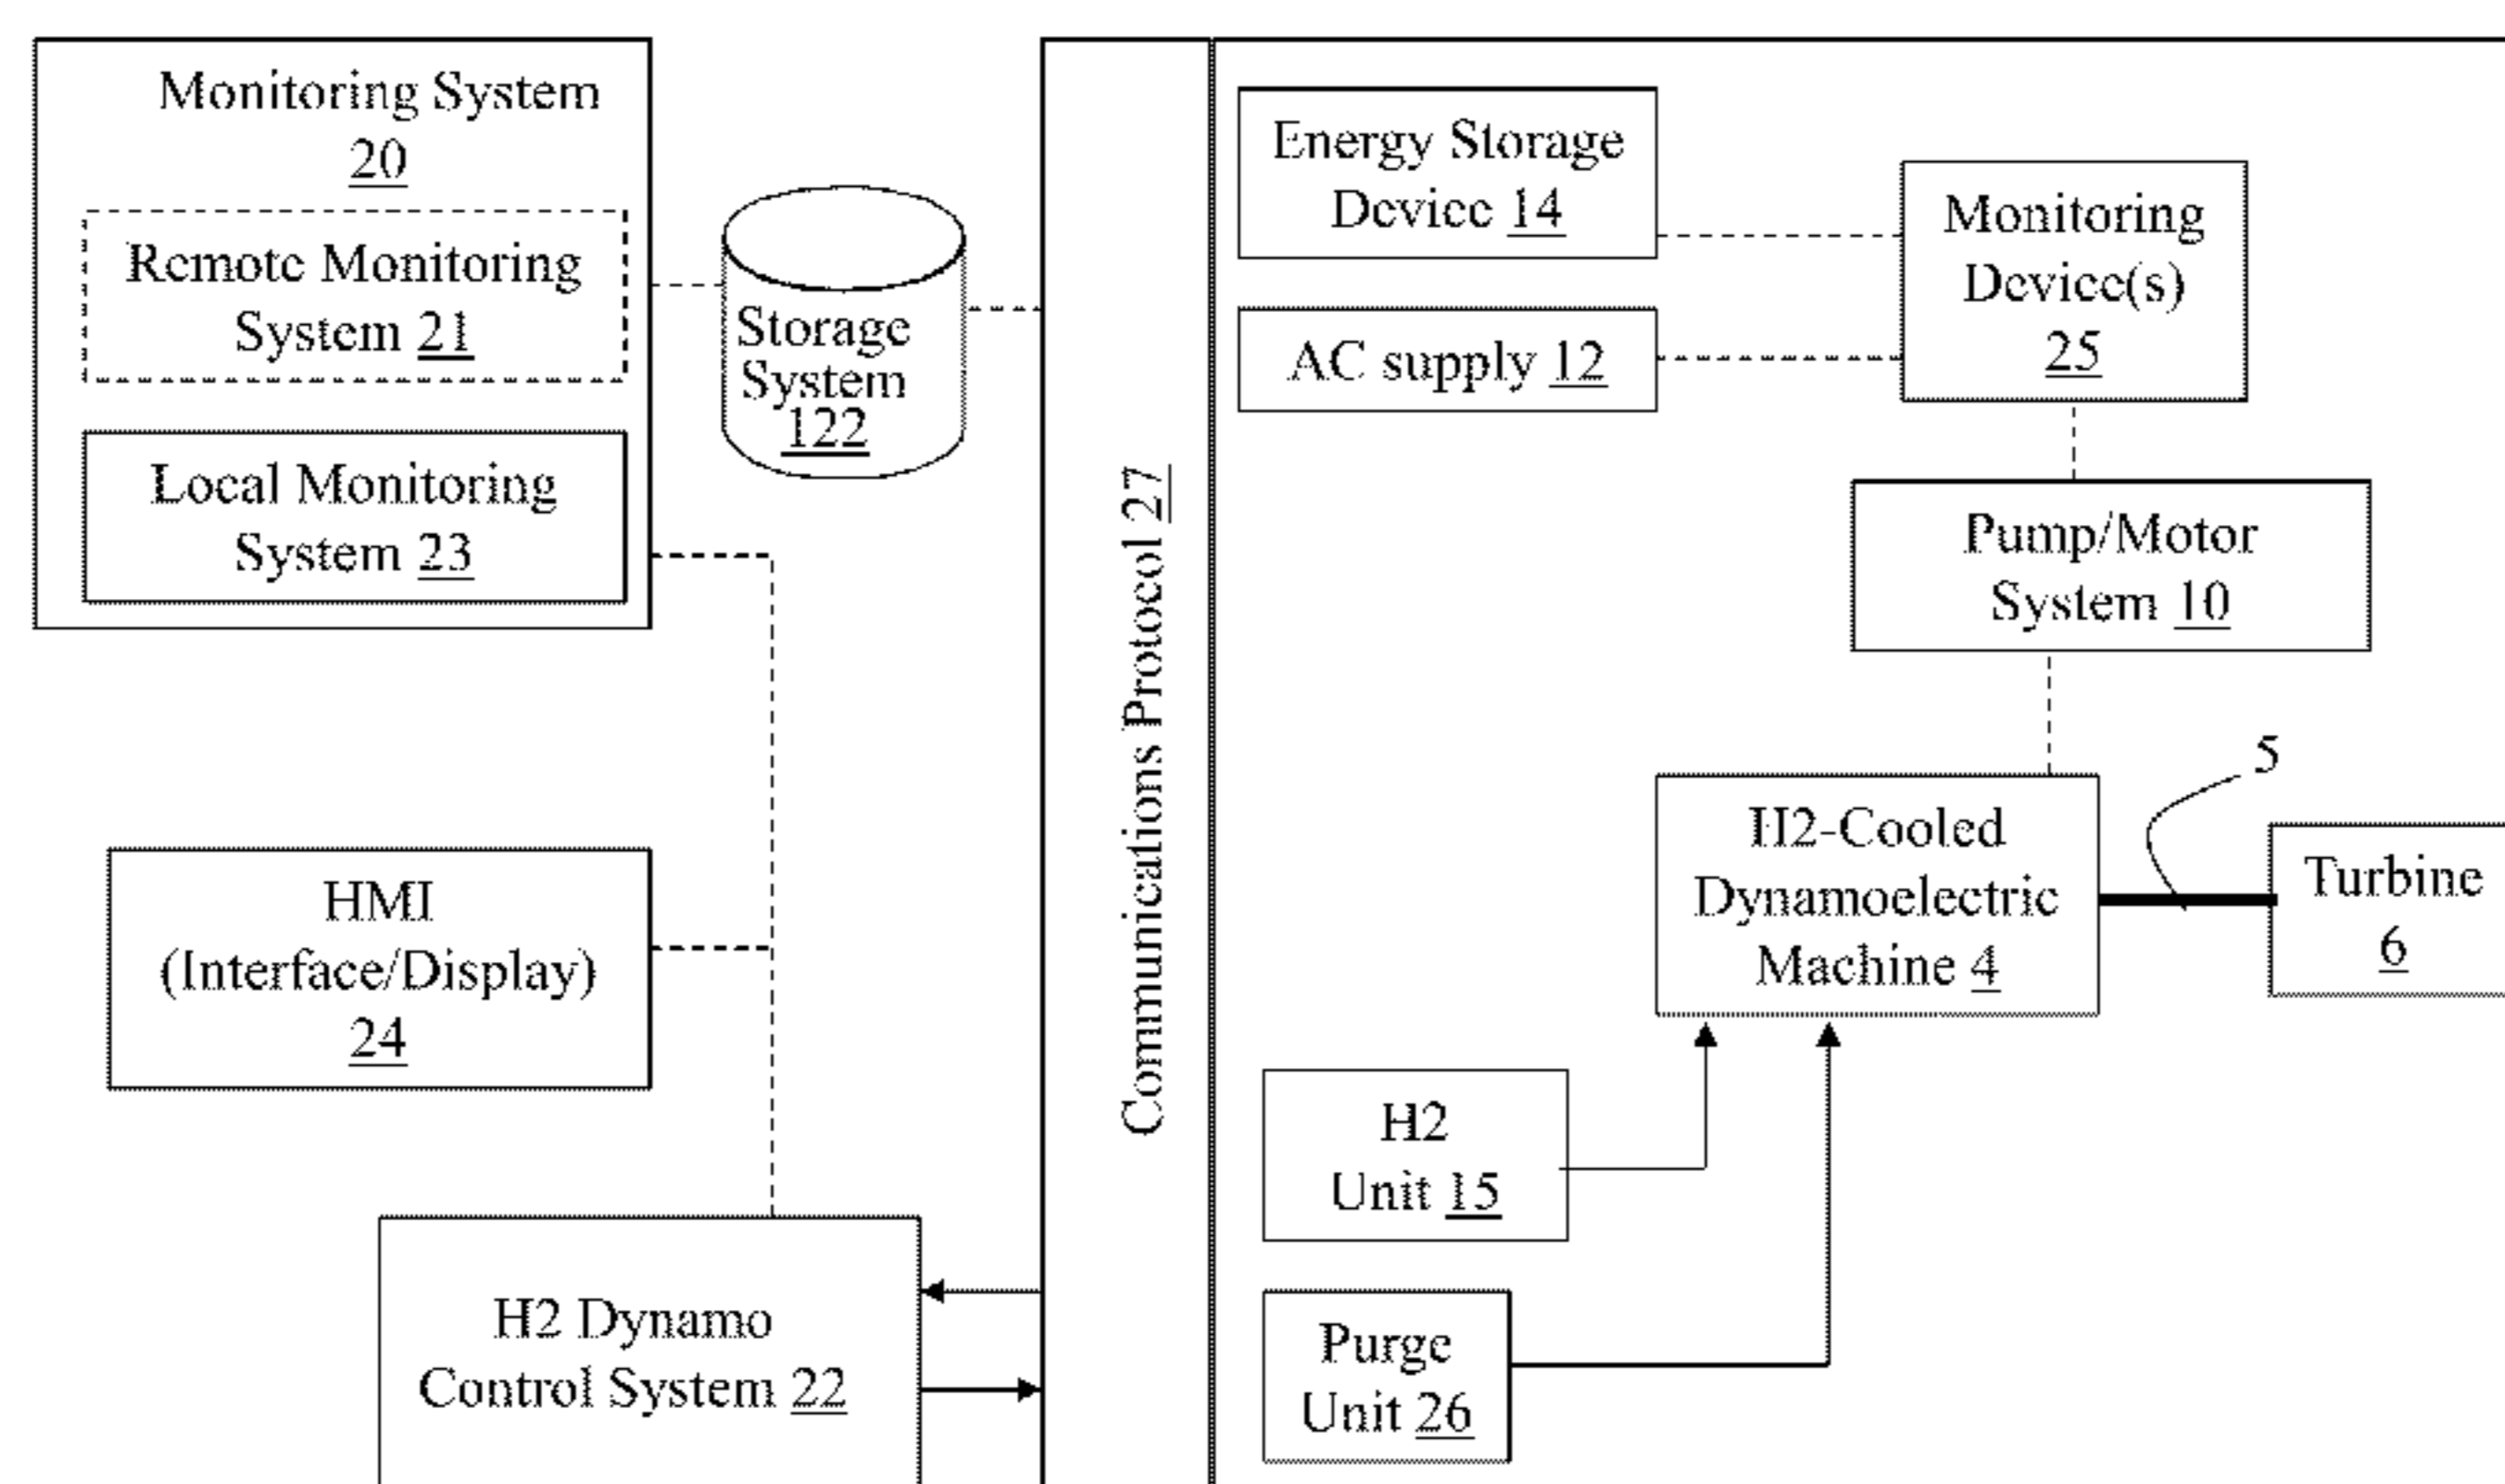 Monitoring System
20
Remote Monitoring
System 21
Local Monitoring
System 23
Storage
System
122
HMI
(Interface/Display)
24
H2 Dynamo
Control System 22
Communications Protocol 27
Energy Storage
Device 14
AC supply 12
Monitoring
Device(s)
25
Pump/Motor
System 10
5
H2-Cooled
Dynamoelectric
Machine 4
Turbine
6
H2
Unit 15
Purge
Unit 26